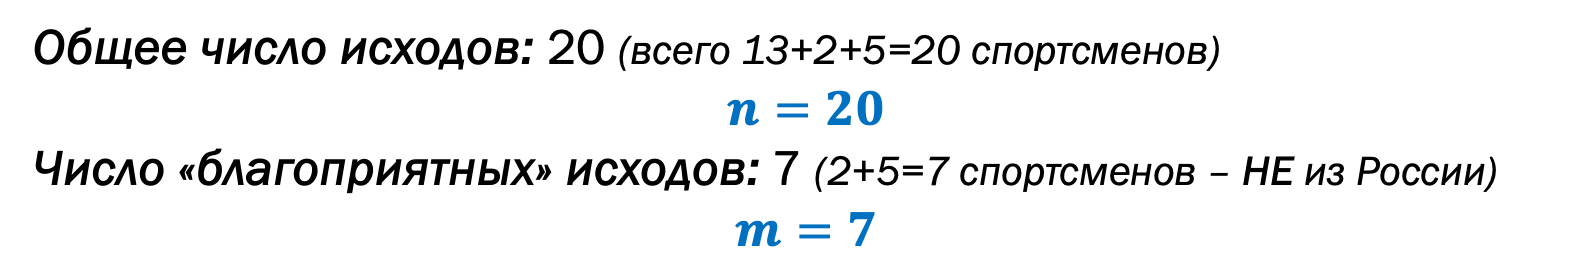 Общее число исходов: 20 (всего 13+2+5=20 спортсменов)
n = 20
Число «благоприятных» исходов: 7 (2+5=7 спортсменов – НЕ из России)
m = 7